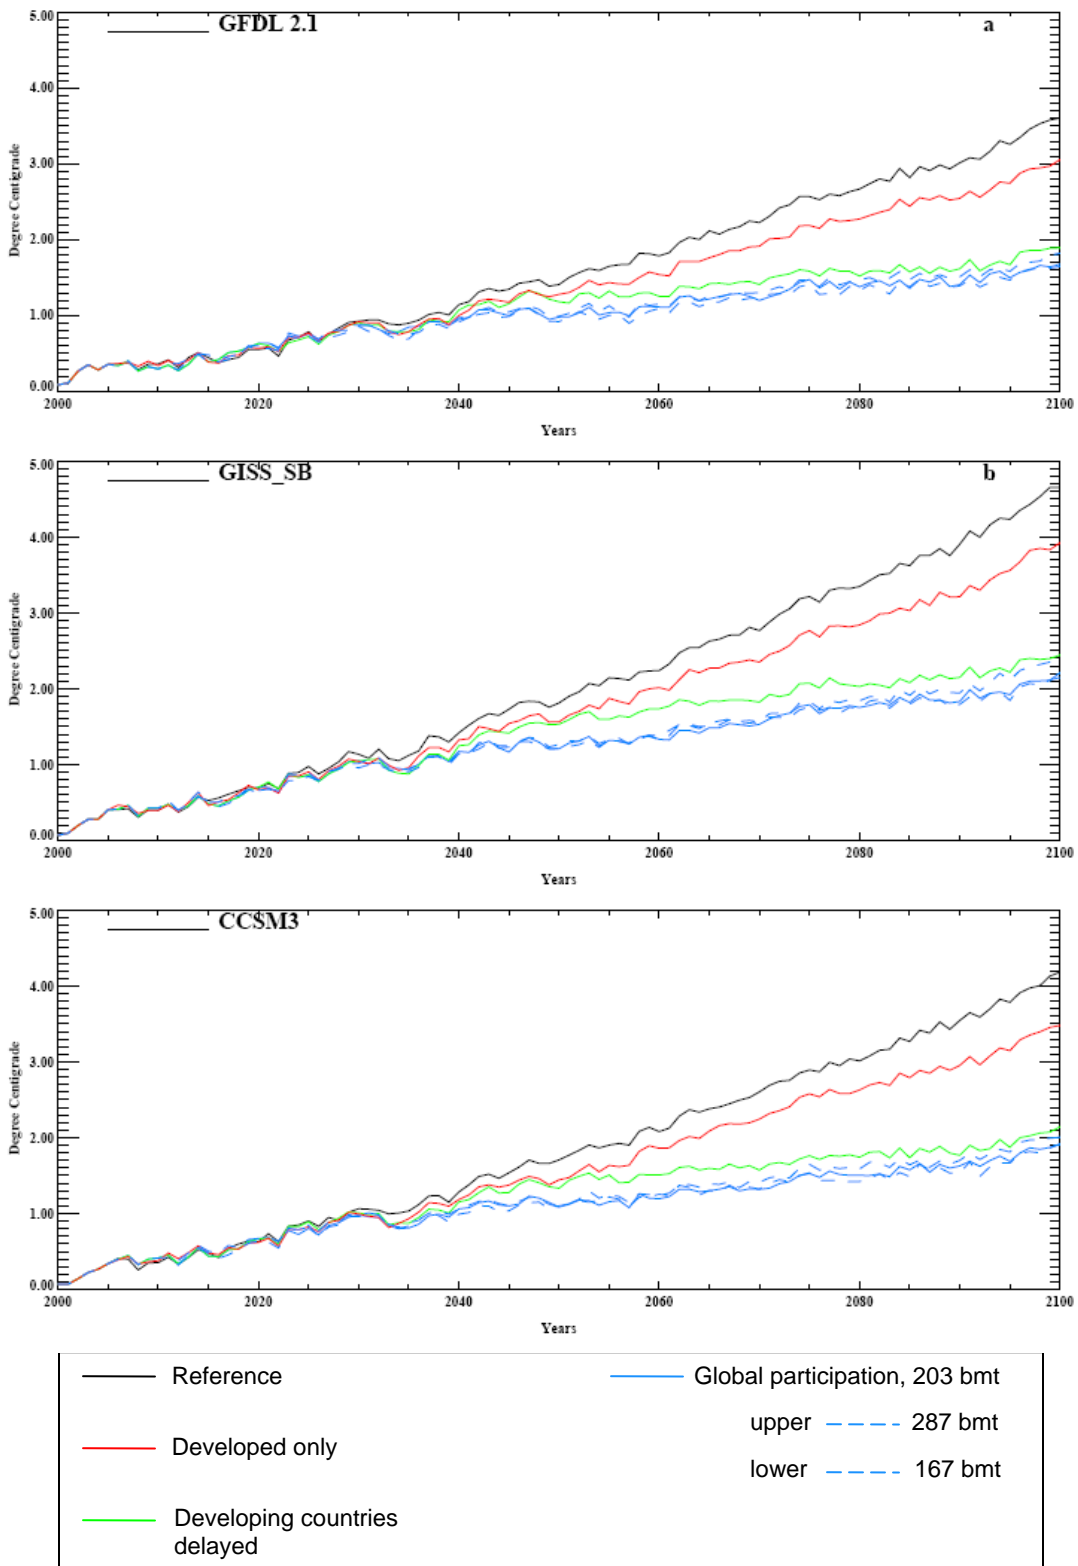 5.00
GFDL 2.1
a
4.00
3.00
2.00
1.00
0.00
Degree Centigrade
2000
2020
2040
2060
2080
2100
Years
5.00
GISS_SB
b
4.00
3.00
2.00
1.00
0.00
Degree Centigrade
2000
2020
2040
2060
2080
2100
Years
5.00
CCSM3
4.00
3.00
2.00
1.00
0.00
Degree Centigrade
2000
2020
2040
2060
2080
2100
Years
Reference
Developed only
Developing countries
delayed
Global participation, 203 bmt
upper 287 bmt
lower 167 bmt